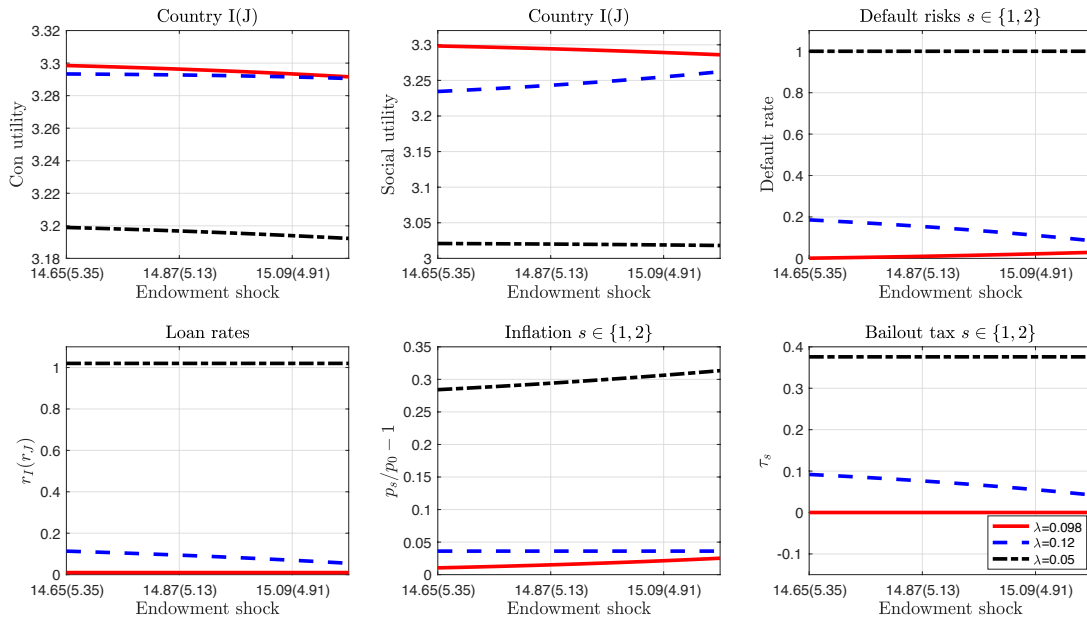 Country I(J)
Con utility
3.32
3.3
3.28
3.26
3.24
3.22
3.2
3.18
14.65(5.35) 14.87(5.13) 15.09(4.91)
Endowment shock
Country I(J)
Social utility
3.3
3.25
3.2
3.15
3.1
3.05
3
14.65(5.35) 14.87(5.13) 15.09(4.91)
Endowment shock
Default risks s ∈ {1, 2}
Default rate
1
0.8
0.6
0.4
0.2
0
14.65(5.35) 14.87(5.13) 15.09(4.91)
Endowment shock
Loan rates
r_I(r_J)
1
0.8
0.6
0.4
0.2
0
14.65(5.35) 14.87(5.13) 15.09(4.91)
Endowment shock
Inflation s ∈ {1, 2}
p_s/p_0 − 1
0.35
0.3
0.25
0.2
0.15
0.1
0.05
0
14.65(5.35) 14.87(5.13) 15.09(4.91)
Endowment shock
Bailout tax s ∈ {1, 2}
τ_s
0.4
0.3
0.2
0.1
0
-0.1
λ=0.098
λ=0.12
λ=0.05
14.65(5.35) 14.87(5.13) 15.09(4.91)
Endowment shock